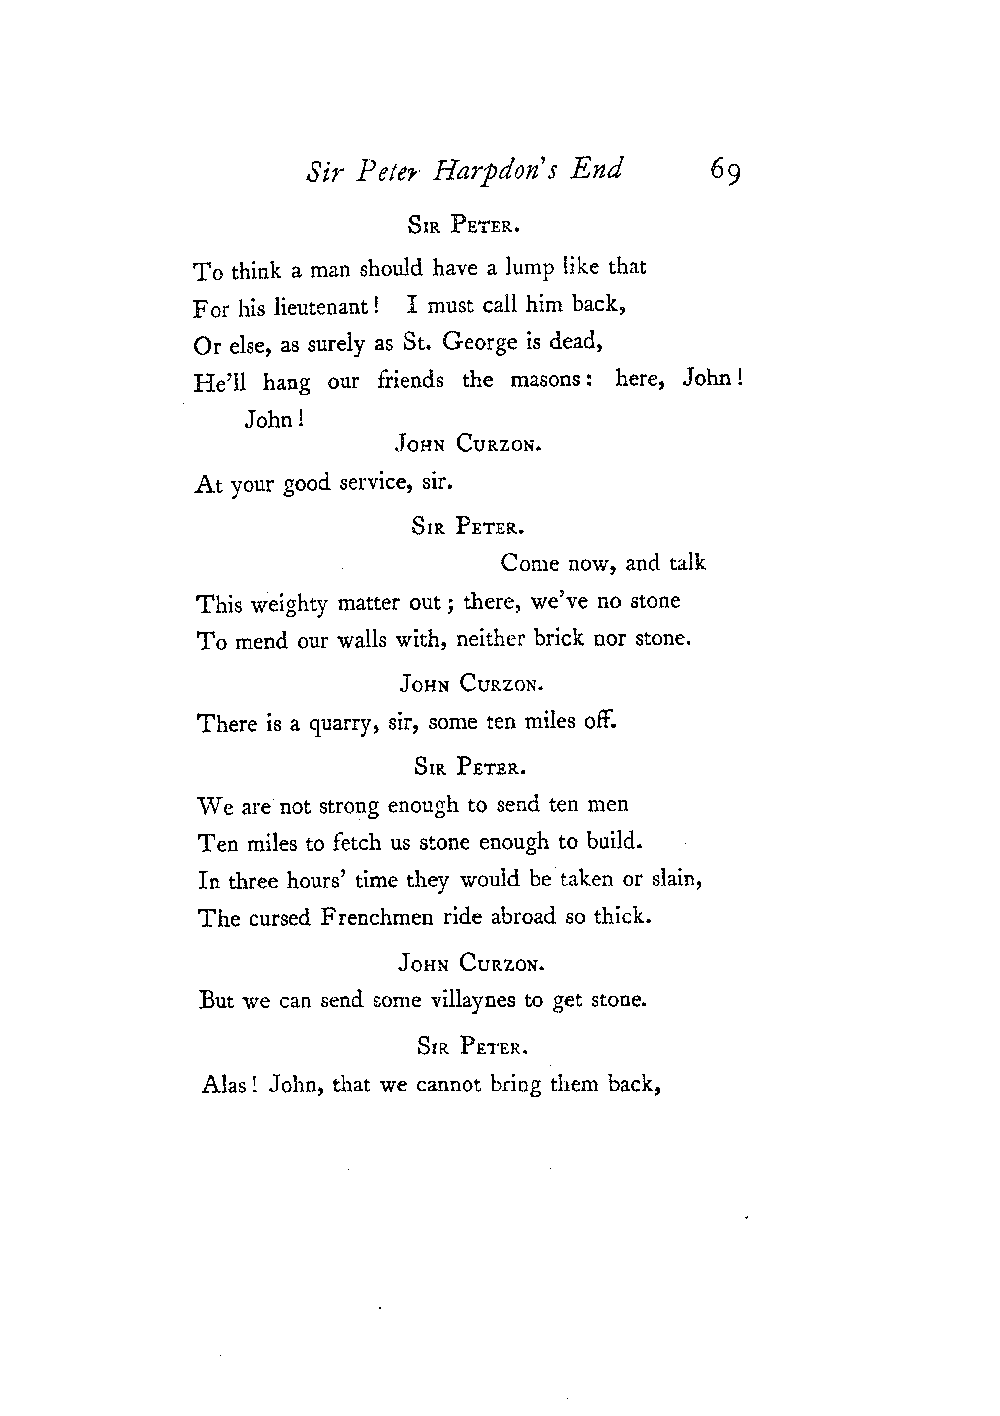 Sir Peter Harpdon's End 69
SIR PETER.
To think a man should have a lump like that
For his lieutenant! I must call him back,
Or else, as surely as St. George is dead,
He'll hang our friends the masons: here, John!
John!
JOHN CURZON.
At your good service, sir.
SIR PETER.
Come now, and talk
This weighty matter out; there, we've no stone
To mend our walls with, neither brick nor stone.
JOHN CURZON.
There is a quarry, sir, some ten miles off.
SIR PETER.
We are not strong enough to send ten men
Ten miles to fetch us stone enough to build.
In three hours' time they would be taken or slain,
The cursed Frenchmen ride abroad so thick.
JOHN CURZON.
But we can send some villaynes to get stone.
SIR PETER.
Alas! John, that we cannot bring them back,